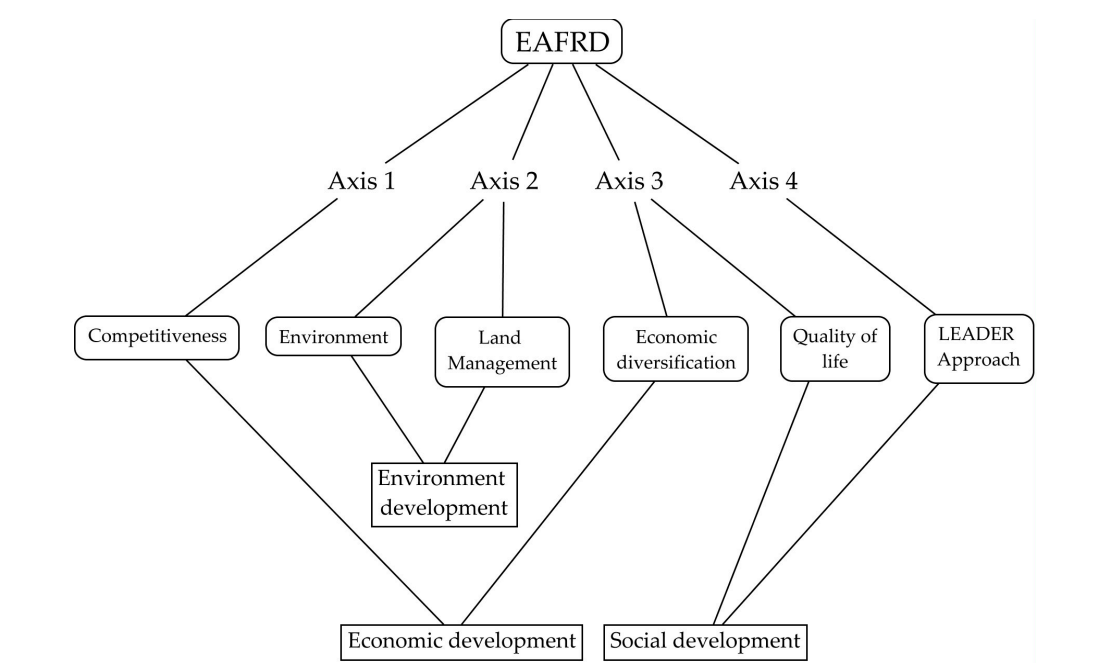 EAFRD
Axis 1
Axis 2
Axis 3
Axis 4
Competitiveness
Environment
Land
Management
Economic
diversification
Quality of
life
LEADER
Approach
Environment
development
Economic development
Social development